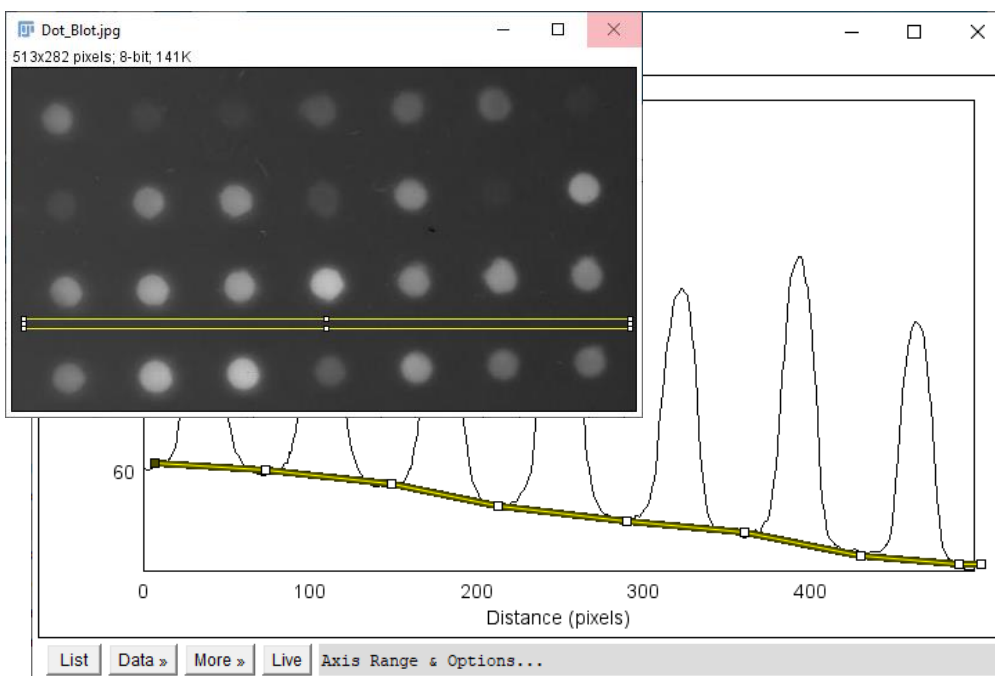 Dot_Blot.jpg
513x282 pixels; 8-bit; 141K
60
0 100 200 300 400
Distance (pixels)
List Data » More » Live Axis Range & Options...